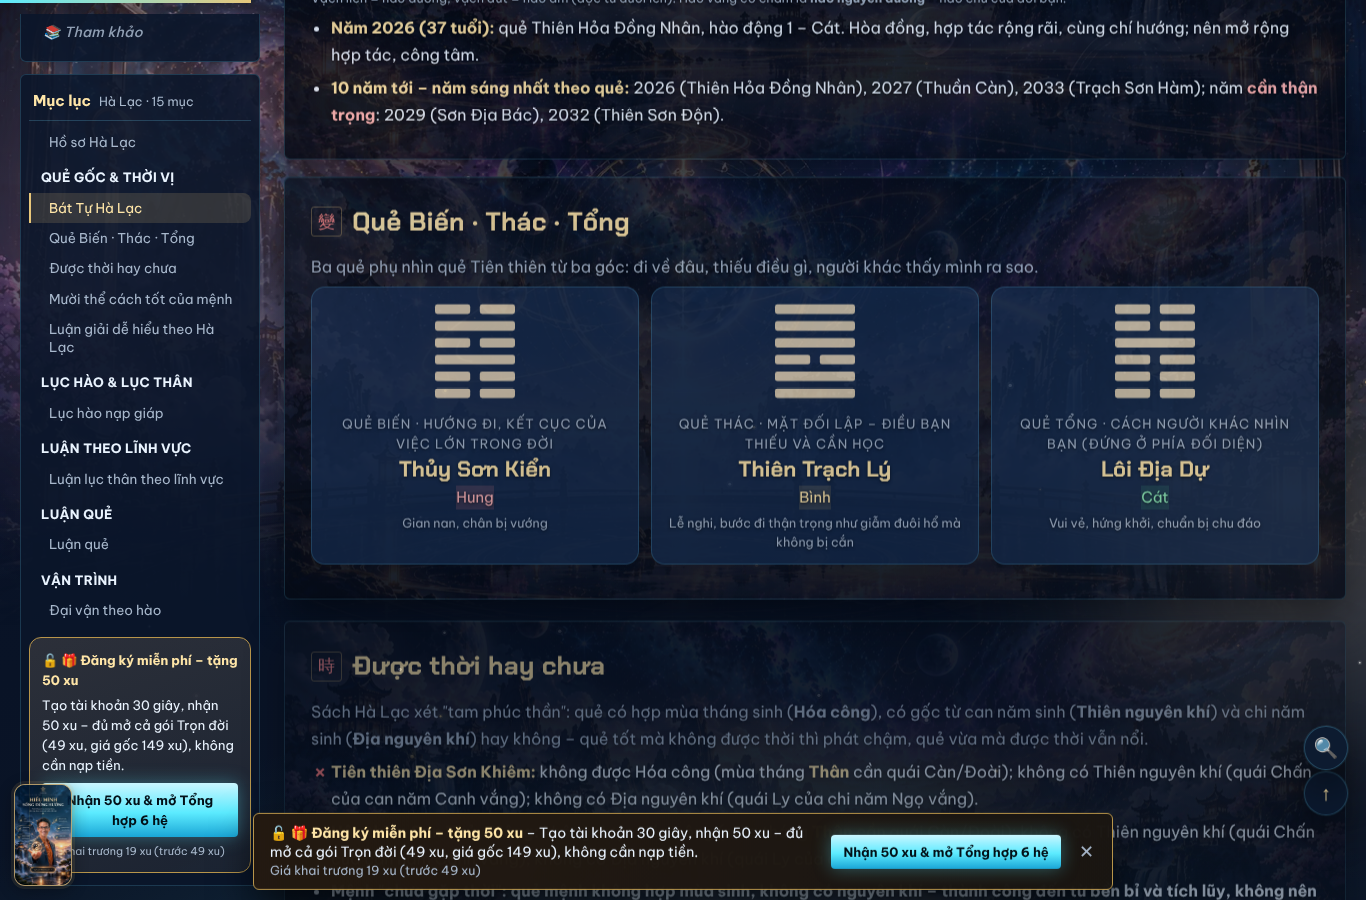 📚 Tham khảo
Mục lục Hà Lạc · 15 mục
Hồ sơ Hà Lạc
QUẺ GỐC & THỜI VỊ
Bát Tự Hà Lạc
Quẻ Biến · Thác · Tổng
Được thời hay chưa
Mười thể cách tốt của mệnh
Luận giải dễ hiểu theo Hà
Lạc
LỤC HÀO & LỤC THÂN
Lục hào nạp giáp
LUẬN THEO LĨNH VỰC
Luận lục thân theo lĩnh vực
LUẬN QUẺ
Luận quẻ
VẬN TRÌNH
Đại vận theo hào
🔓 🎁 Đăng ký miễn phí – tặng
50 xu
Tạo tài khoản 30 giây, nhận
50 xu – đủ mở cả gói Trọn đời
(49 xu, giá gốc 149 xu), không
cần nạp tiền.
Nhận 50 xu & mở Tổng
hợp 6 hệ
khai trương 19 xu (trước 49 xu)
Năm 2026 (37 tuổi): quẻ Thiên Hỏa Đồng Nhân, hào động 1 – Cát. Hòa đồng, hợp tác rộng rãi, cùng chí hướng; nên mở rộng
hợp tác, công tâm.
10 năm tới – năm sáng nhất theo quẻ: 2026 (Thiên Hỏa Đồng Nhân), 2027 (Thuần Càn), 2033 (Trạch Sơn Hàm); năm cần thận
trọng: 2029 (Sơn Địa Bác), 2032 (Thiên Sơn Độn).
變 Quẻ Biến · Thác · Tổng
Ba quẻ phụ nhìn quẻ Tiên thiên từ ba góc: đi về đâu, thiếu điều gì, người khác thấy mình ra sao.
QUẺ BIẾN · HƯỚNG ĐI, KẾT CỤC CỦA
VIỆC LỚN TRONG ĐỜI
Thủy Sơn Kiển
Hung
Gian nan, chân bị vướng
QUẺ THÁC · MẶT ĐỐI LẬP – ĐIỀU BẠN
THIẾU VÀ CẦN HỌC
Thiên Trạch Lý
Bình
Lễ nghi, bước đi thận trọng như giẫm đuôi hổ mà
không bị cắn
QUẺ TỔNG · CÁCH NGƯỜI KHÁC NHÌN
BẠN (ĐỨNG Ở PHÍA ĐỐI DIỆN)
Lôi Địa Dự
Cát
Vui vẻ, hứng khởi, chuẩn bị chu đáo
時 Được thời hay chưa
Sách Hà Lạc xét "tam phúc thần": quẻ có hợp mùa tháng sinh (Hóa công), có gốc từ can năm sinh (Thiên nguyên khí) và chi năm
sinh (Địa nguyên khí) hay không – quẻ tốt mà không được thời thì phát chậm, quẻ vừa mà được thời vẫn nổi.
× Tiên thiên Địa Sơn Khiêm: không được Hóa công (mùa tháng Thân cần quái Càn/Đoài); không có Thiên nguyên khí (quái Chấn
của can năm Canh vắng); không có Địa nguyên khí (quái Ly của chi năm Ngọ vắng).
nguyên khí (quái Chấn
🔓 🎁 Đăng ký miễn phí – tặng 50 xu – Tạo tài khoản 30 giây, nhận 50 xu – đủ
mở cả gói Trọn đời (49 xu, giá gốc 149 xu), không cần nạp tiền.
Giá khai trương 19 xu (trước 49 xu)
Nhận 50 xu & mở Tổng hợp 6 hệ ✕
🔍
↑